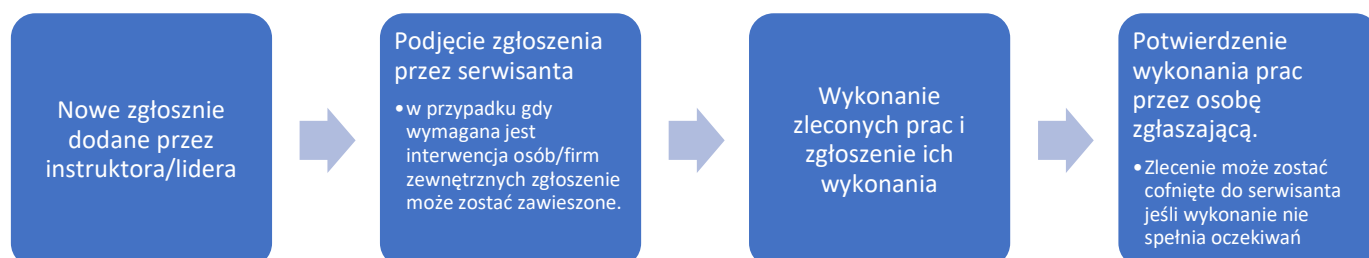 Nowe zgłosznie
dodane przez
instruktora/lidera
Podjęcie zgłoszenia
przez serwisanta
•w przypadku gdy
wymagana jest
interwencja osób/firm
zewnętrznych zgłoszenie
może zostać zawieszone.
Wykonanie
zleconych prac i
zgłoszenie ich
wykonania
Potwierdzenie
wykonania prac
przez osobę
zgłaszającą.
•Zlecenie może zostać
cofnięte do serwisanta
jeśli wykonanie nie
spełnia oczekiwań